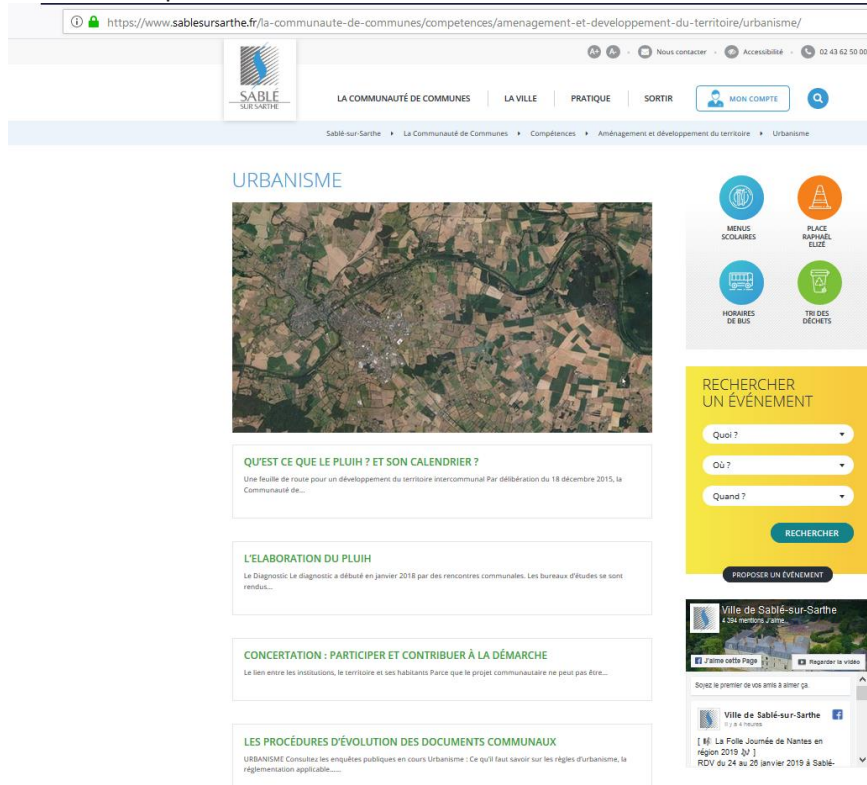 https://www.sablesursarthe.fr/la-communaute-de-communes/competences/amenagement-et-developpement-du-territoire/urbanisme/
A+ A- Nous contacter Accessibilité 02 43 62 50 00
SABLÉ
SUR SARTHE
LA COMMUNAUTÉ DE COMMUNES LA VILLE PRATIQUE SORTIR MON COMPTE
Sablé-sur-Sarthe La Communauté de Communes Compétences Aménagement et développement du territoire Urbanisme
URBANISME
QU'EST CE QUE LE PLUIH ? ET SON CALENDRIER ?
Une feuille de route pour un développement du territoire intercommunal Par délibération du 18 décembre 2015, la
Communauté de...
L'ELABORATION DU PLUIH
Le Diagnostic Le diagnostic a débuté en janvier 2018 par des rencontres communales. Les bureaux d'études se sont
rendus...
CONCERTATION : PARTICIPER ET CONTRIBUER À LA DÉMARCHE
Le lien entre les institutions, le territoire et ses habitants Parce que le projet communautaire ne peut pas être...
LES PROCÉDURES D'ÉVOLUTION DES DOCUMENTS COMMUNAUX
URBANISME Consultez les enquêtes publiques en cours Urbanisme : Ce qu'il faut savoir sur les règles d'urbanisme, la
réglementation applicable......
MENUS
SCOLAIRES
PLACE
RAPHAËL
ELIZÉ
HORAIRES
DE BUS
TRI DES
DÉCHETS
RECHERCHER
UN ÉVÉNEMENT
Quoi ?
Où ?
Quand ?
RECHERCHER
PROPOSER UN ÉVÉNEMENT
Ville de Sablé-sur-Sarthe
4 394 mentions J'aime
J'aime cette Page Regarder la vidéo
Soyez le premier de vos amis à aimer ça.
Ville de Sablé-sur-Sarthe
il y a 4 heures
[ La Folle Journée de Nantes en
région 2019 ]
RDV du 24 au 26 janvier 2019 à Sablé-